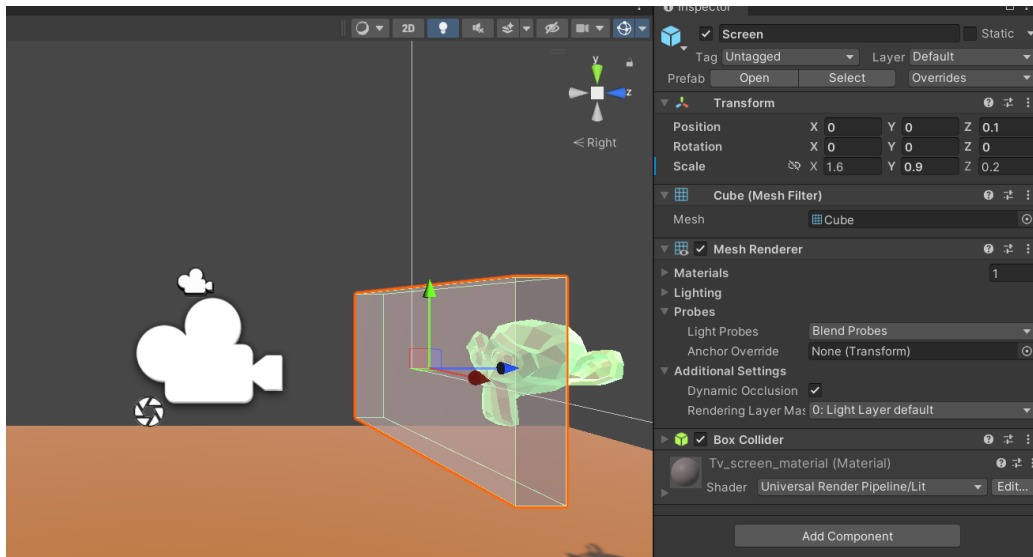 Inspector
2D
y
z
Right
Screen
Static
Tag Untagged Layer Default
Prefab Open Select Overrides
Transform
Position X 0 Y 0 Z 0.1
Rotation X 0 Y 0 Z 0
Scale X 1.6 Y 0.9 Z 0.2
Cube (Mesh Filter)
Mesh Cube
Mesh Renderer
Materials 1
Lighting
Probes
Light Probes Blend Probes
Anchor Override None (Transform)
Additional Settings
Dynamic Occlusion
Rendering Layer Mas 0: Light Layer default
Box Collider
Tv_screen_material (Material)
Shader Universal Render Pipeline/Lit Edit...
Add Component